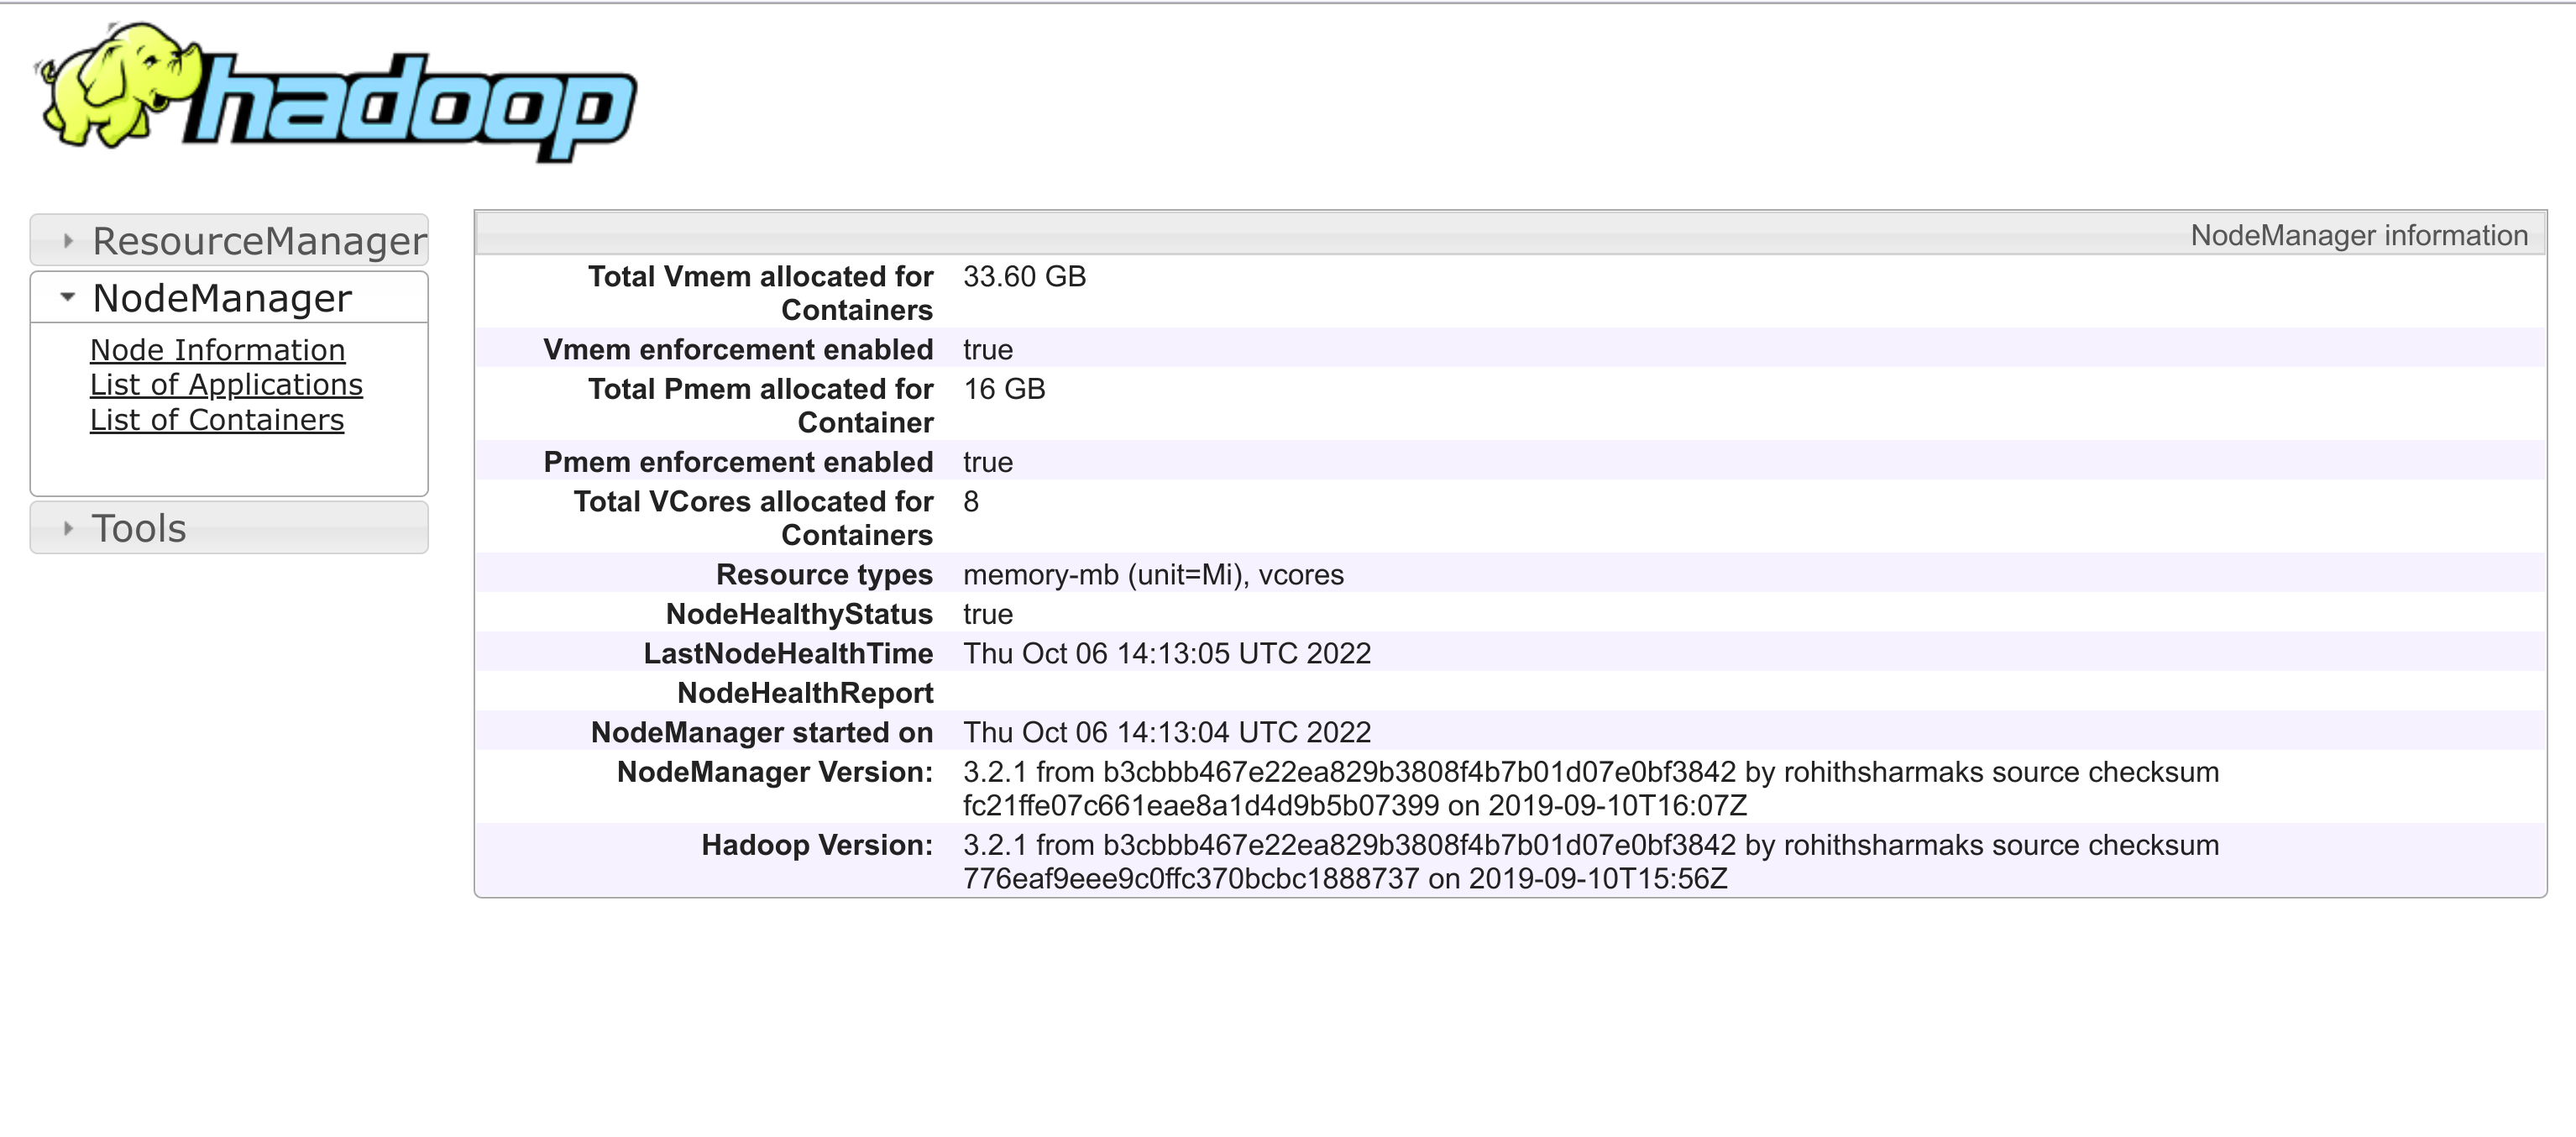 hadoop
ResourceManager
NodeManager
Node Information
List of Applications
List of Containers
Tools
NodeManager information
Total Vmem allocated for 33.60 GB
Containers
Vmem enforcement enabled true
Total Pmem allocated for 16 GB
Container
Pmem enforcement enabled true
Total VCores allocated for 8
Containers
Resource types memory-mb (unit=Mi), vcores
NodeHealthyStatus true
LastNodeHealthTime Thu Oct 06 14:13:05 UTC 2022
NodeHealthReport
NodeManager started on Thu Oct 06 14:13:04 UTC 2022
NodeManager Version: 3.2.1 from b3cbbb467e22ea829b3808f4b7b01d07e0bf3842 by rohithsharmaks source checksum
fc21ffe07c661eae8a1d4d9b5b07399 on 2019-09-10T16:07Z
Hadoop Version: 3.2.1 from b3cbbb467e22ea829b3808f4b7b01d07e0bf3842 by rohithsharmaks source checksum
776eaf9eee9c0ffc370bcbc1888737 on 2019-09-10T15:56Z